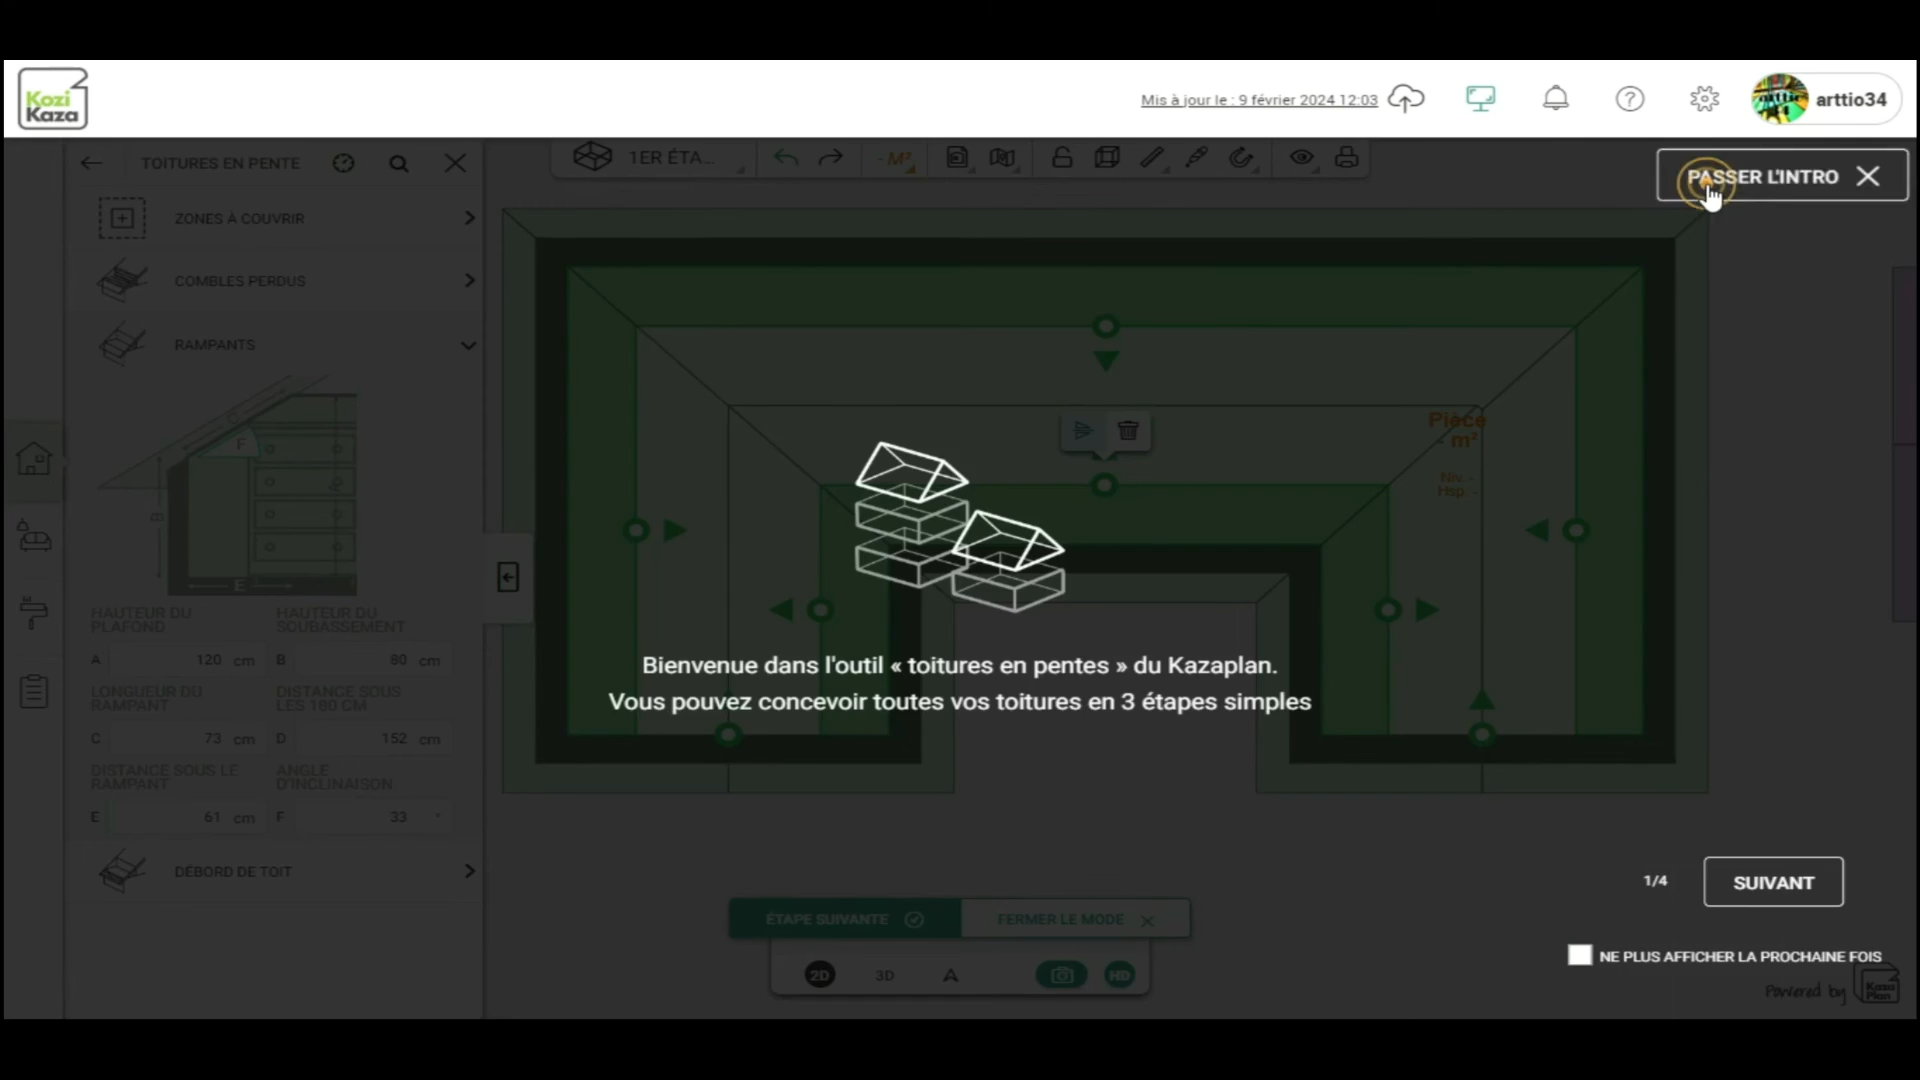 Kozi
Kaza
Mis à jour le : 9 février 2024 12:03
arttio34
TOITURES EN PENTE
1ER ÉTA...
- M²
PASSER L'INTRO
ZONES À COUVRIR
COMBLES PERDUS
RAMPANTS
F
B
E
Pièce
- m²
Niv. -
Hsp. -
HAUTEUR DU
PLAFOND
HAUTEUR DU
SOUBASSEMENT
A 120 cm B 80 cm
LONGUEUR DU
RAMPANT
DISTANCE SOUS
LES 180 CM
C 73 cm D 152 cm
DISTANCE SOUS LE
RAMPANT
ANGLE
D'INCLINAISON
E 61 cm F 33 °
DÉBORD DE TOIT
Bienvenue dans l'outil « toitures en pentes » du Kazaplan.
Vous pouvez concevoir toutes vos toitures en 3 étapes simples
1/4
SUIVANT
ÉTAPE SUIVANTE
FERMER LE MODE
NE PLUS AFFICHER LA PROCHAINE FOIS
2D
3D
HD
Powered by
Kaza
Plan